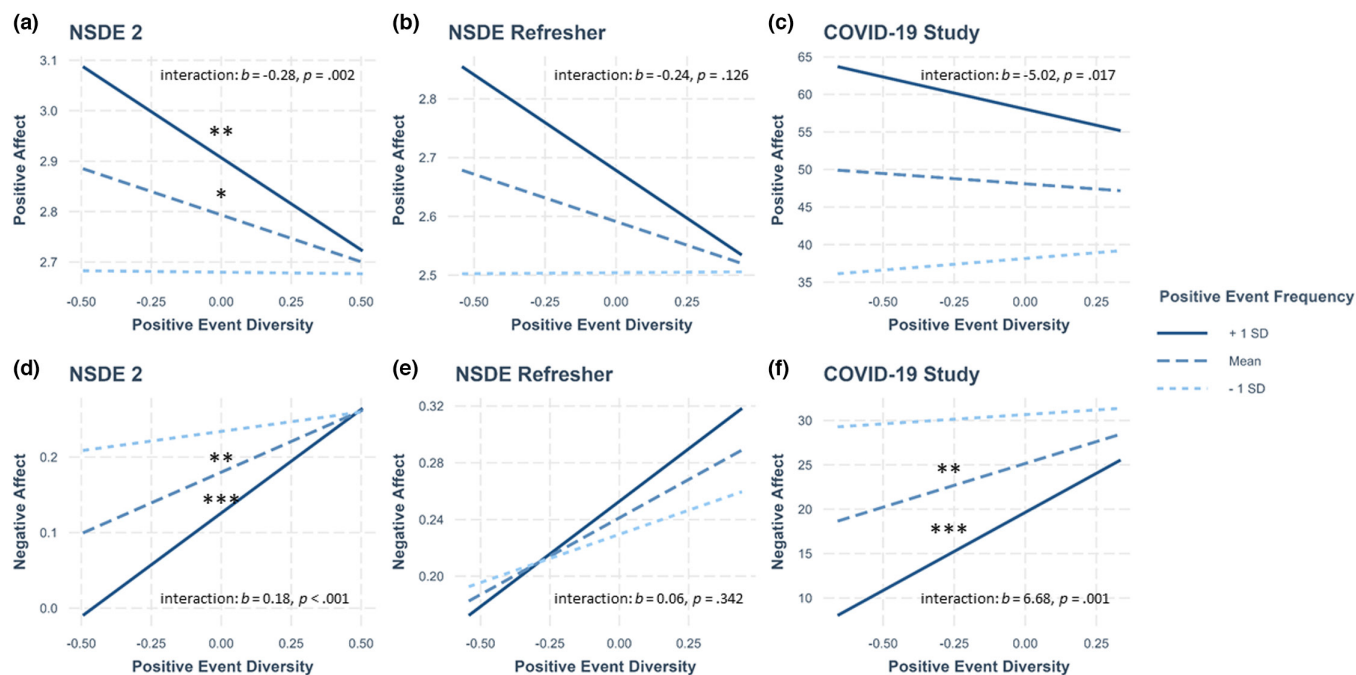 (a)
NSDE 2
interaction: b = -0.28, p = .002
3.1
3.0
2.9
2.8
2.7
**
*
Positive Affect
-0.50 -0.25 0.00 0.25 0.50
Positive Event Diversity
(b)
NSDE Refresher
interaction: b = -0.24, p = .126
2.8
2.7
2.6
2.5
Positive Affect
-0.50 -0.25 0.00 0.25
Positive Event Diversity
(c)
COVID-19 Study
interaction: b = -5.02, p = .017
65
60
55
50
45
40
35
Positive Affect
-0.50 -0.25 0.00 0.25
Positive Event Diversity
Positive Event Frequency
+ 1 SD
Mean
- 1 SD
(d)
NSDE 2
0.2
0.1
0.0
**
***
Negative Affect
interaction: b = 0.18, p < .001
-0.50 -0.25 0.00 0.25 0.50
Positive Event Diversity
(e)
NSDE Refresher
0.32
0.28
0.24
0.20
Negative Affect
interaction: b = 0.06, p = .342
-0.50 -0.25 0.00 0.25
Positive Event Diversity
(f)
COVID-19 Study
30
25
20
15
10
**
***
Negative Affect
interaction: b = 6.68, p = .001
-0.50 -0.25 0.00 0.25
Positive Event Diversity